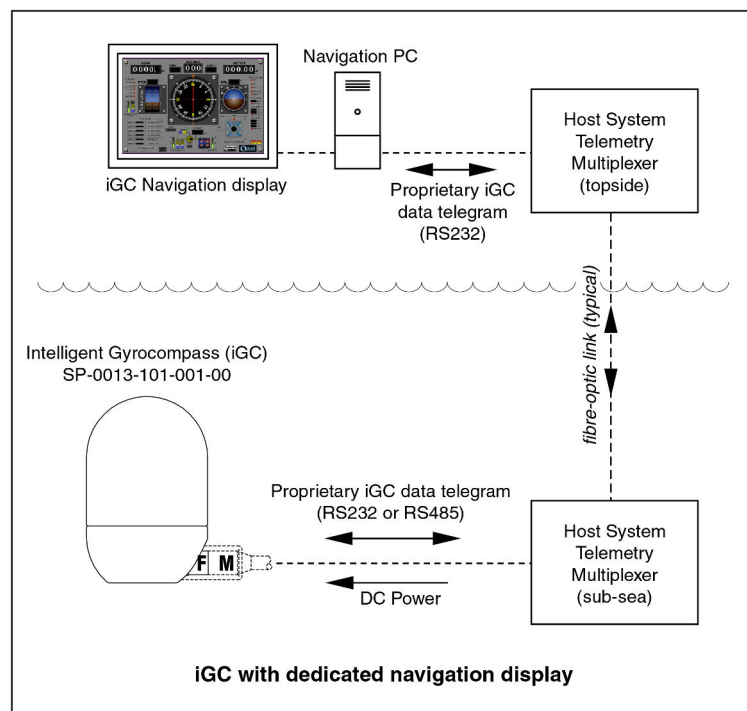 Navigation PC
iGC Navigation display
Proprietary iGC
data telegram
(RS232)
Host System
Telemetry
Multiplexer
(topside)
fibre-optic link (typical)
Intelligent Gyrocompass (iGC)
SP-0013-101-001-00
F M
Proprietary iGC data telegram
(RS232 or RS485)
DC Power
Host System
Telemetry
Multiplexer
(sub-sea)
iGC with dedicated navigation display